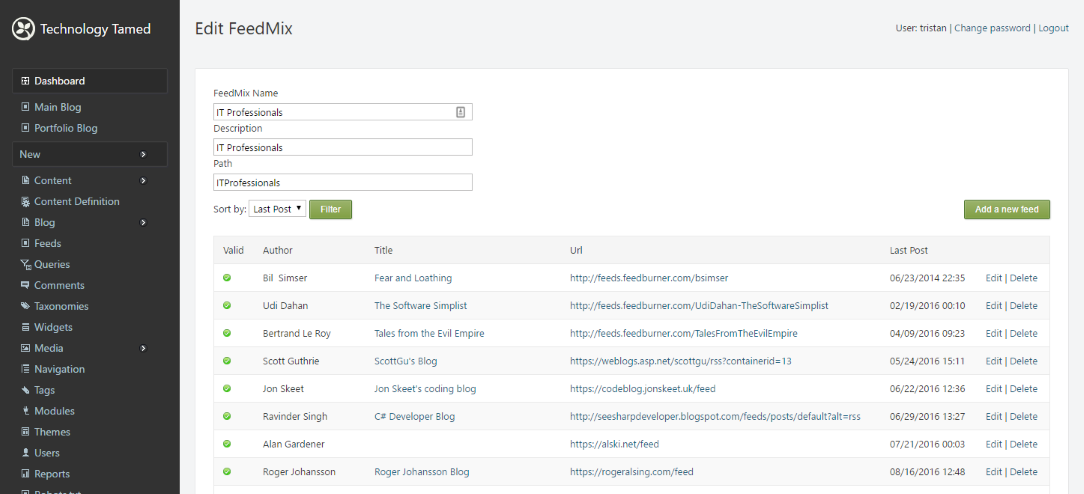 Technology Tamed
Dashboard
Main Blog
Portfolio Blog
New
Content
Content Definition
Blog
Feeds
Queries
Comments
Taxonomies
Widgets
Media
Navigation
Tags
Modules
Themes
Users
Reports
Robots.txt
Edit FeedMix
User: tristan | Change password | Logout
FeedMix Name
IT Professionals
Description
IT Professionals
Path
ITProfessionals
Sort by: Last Post Filter
Add a new feed
Valid Author Title Url Last Post
Bil Simser Fear and Loathing http://feeds.feedburner.com/bsimser 06/23/2014 22:35 Edit | Delete
Udi Dahan The Software Simplist http://feeds.feedburner.com/UdiDahan-TheSoftwareSimplist 02/19/2016 00:10 Edit | Delete
Bertrand Le Roy Tales from the Evil Empire http://feeds.feedburner.com/TalesFromTheEvilEmpire 04/09/2016 09:23 Edit | Delete
Scott Guthrie ScottGu's Blog https://weblogs.asp.net/scottgu/rss?containerid=13 05/24/2016 15:11 Edit | Delete
Jon Skeet Jon Skeet's coding blog https://codeblog.jonskeet.uk/feed 06/22/2016 12:36 Edit | Delete
Ravinder Singh C# Developer Blog http://seesharpdeveloper.blogspot.com/feeds/posts/default?alt=rss 06/29/2016 13:27 Edit | Delete
Alan Gardener https://alski.net/feed 07/21/2016 00:03 Edit | Delete
Roger Johansson Roger Johansson Blog https://rogeralsing.com/feed 08/16/2016 12:48 Edit | Delete